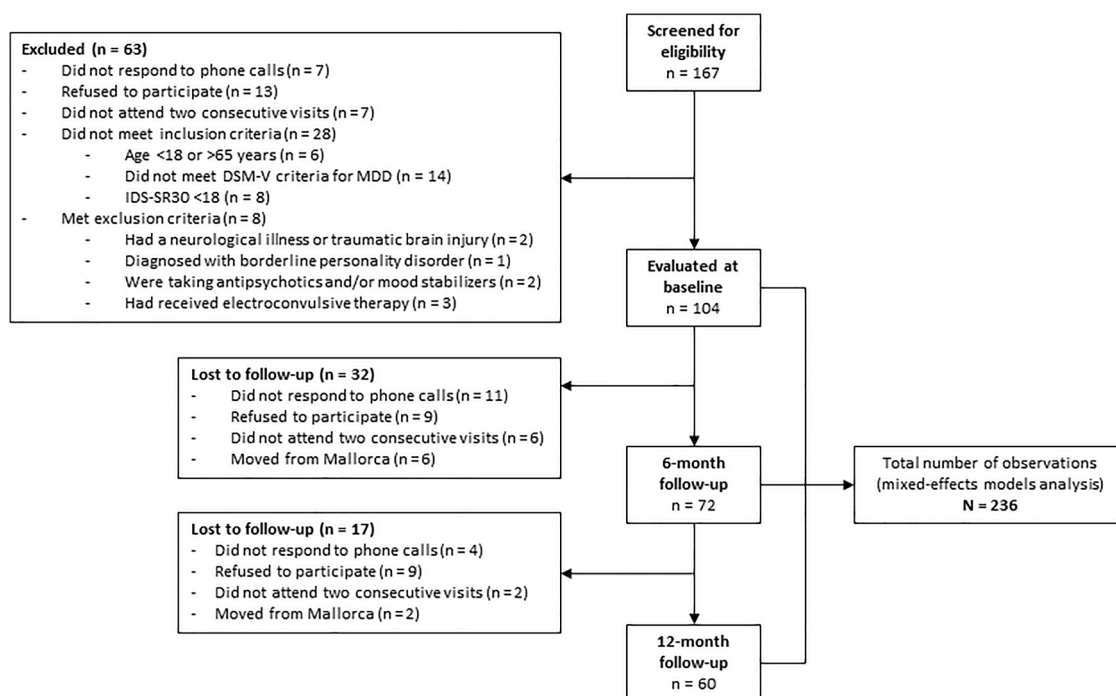 Screened for
eligibility
n = 167
Excluded (n = 63)
- Did not respond to phone calls (n = 7)
- Refused to participate (n = 13)
- Did not attend two consecutive visits (n = 7)
- Did not meet inclusion criteria (n = 28)
- Age <18 or >65 years (n = 6)
- Did not meet DSM-V criteria for MDD (n = 14)
- IDS-SR30 <18 (n = 8)
- Met exclusion criteria (n = 8)
- Had a neurological illness or traumatic brain injury (n = 2)
- Diagnosed with borderline personality disorder (n = 1)
- Were taking antipsychotics and/or mood stabilizers (n = 2)
- Had received electroconvulsive therapy (n = 3)
Evaluated at
baseline
n = 104
Lost to follow-up (n = 32)
- Did not respond to phone calls (n = 11)
- Refused to participate (n = 9)
- Did not attend two consecutive visits (n = 6)
- Moved from Mallorca (n = 6)
6-month
follow-up
n = 72
Total number of observations
(mixed-effects models analysis)
N = 236
Lost to follow-up (n = 17)
- Did not respond to phone calls (n = 4)
- Refused to participate (n = 9)
- Did not attend two consecutive visits (n = 2)
- Moved from Mallorca (n = 2)
12-month
follow-up
n = 60